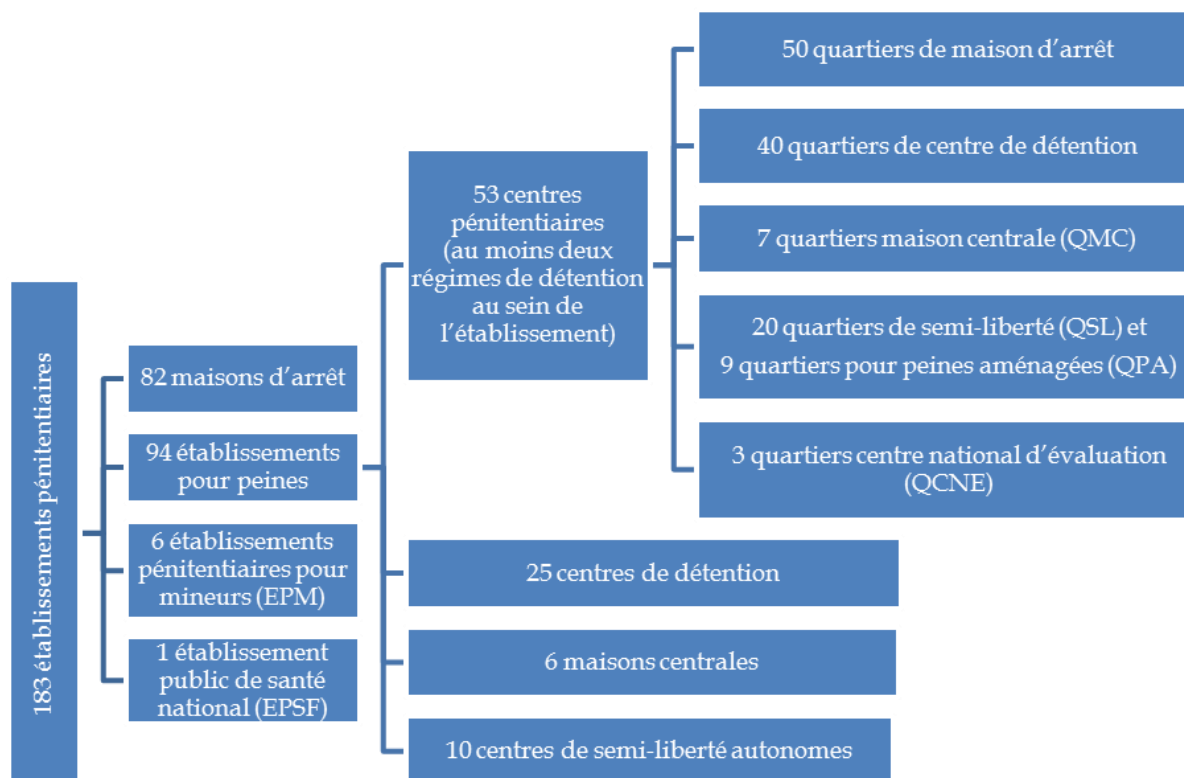 183 établissements pénitentiaires
82 maisons d'arrêt
94 établissements
pour peines
6 établissements
pénitentiaires pour
mineurs (EPM)
1 établissement
public de santé
national (EPSF)
53 centres
pénitentiaires
(au moins deux
régimes de détention
au sein de
l'établissement)
25 centres de détention
6 maisons centrales
10 centres de semi-liberté autonomes
50 quartiers de maison d'arrêt
40 quartiers de centre de détention
7 quartiers maison centrale (QMC)
20 quartiers de semi-liberté (QSL) et
9 quartiers pour peines aménagées (QPA)
3 quartiers centre national d'évaluation
(QCNE)